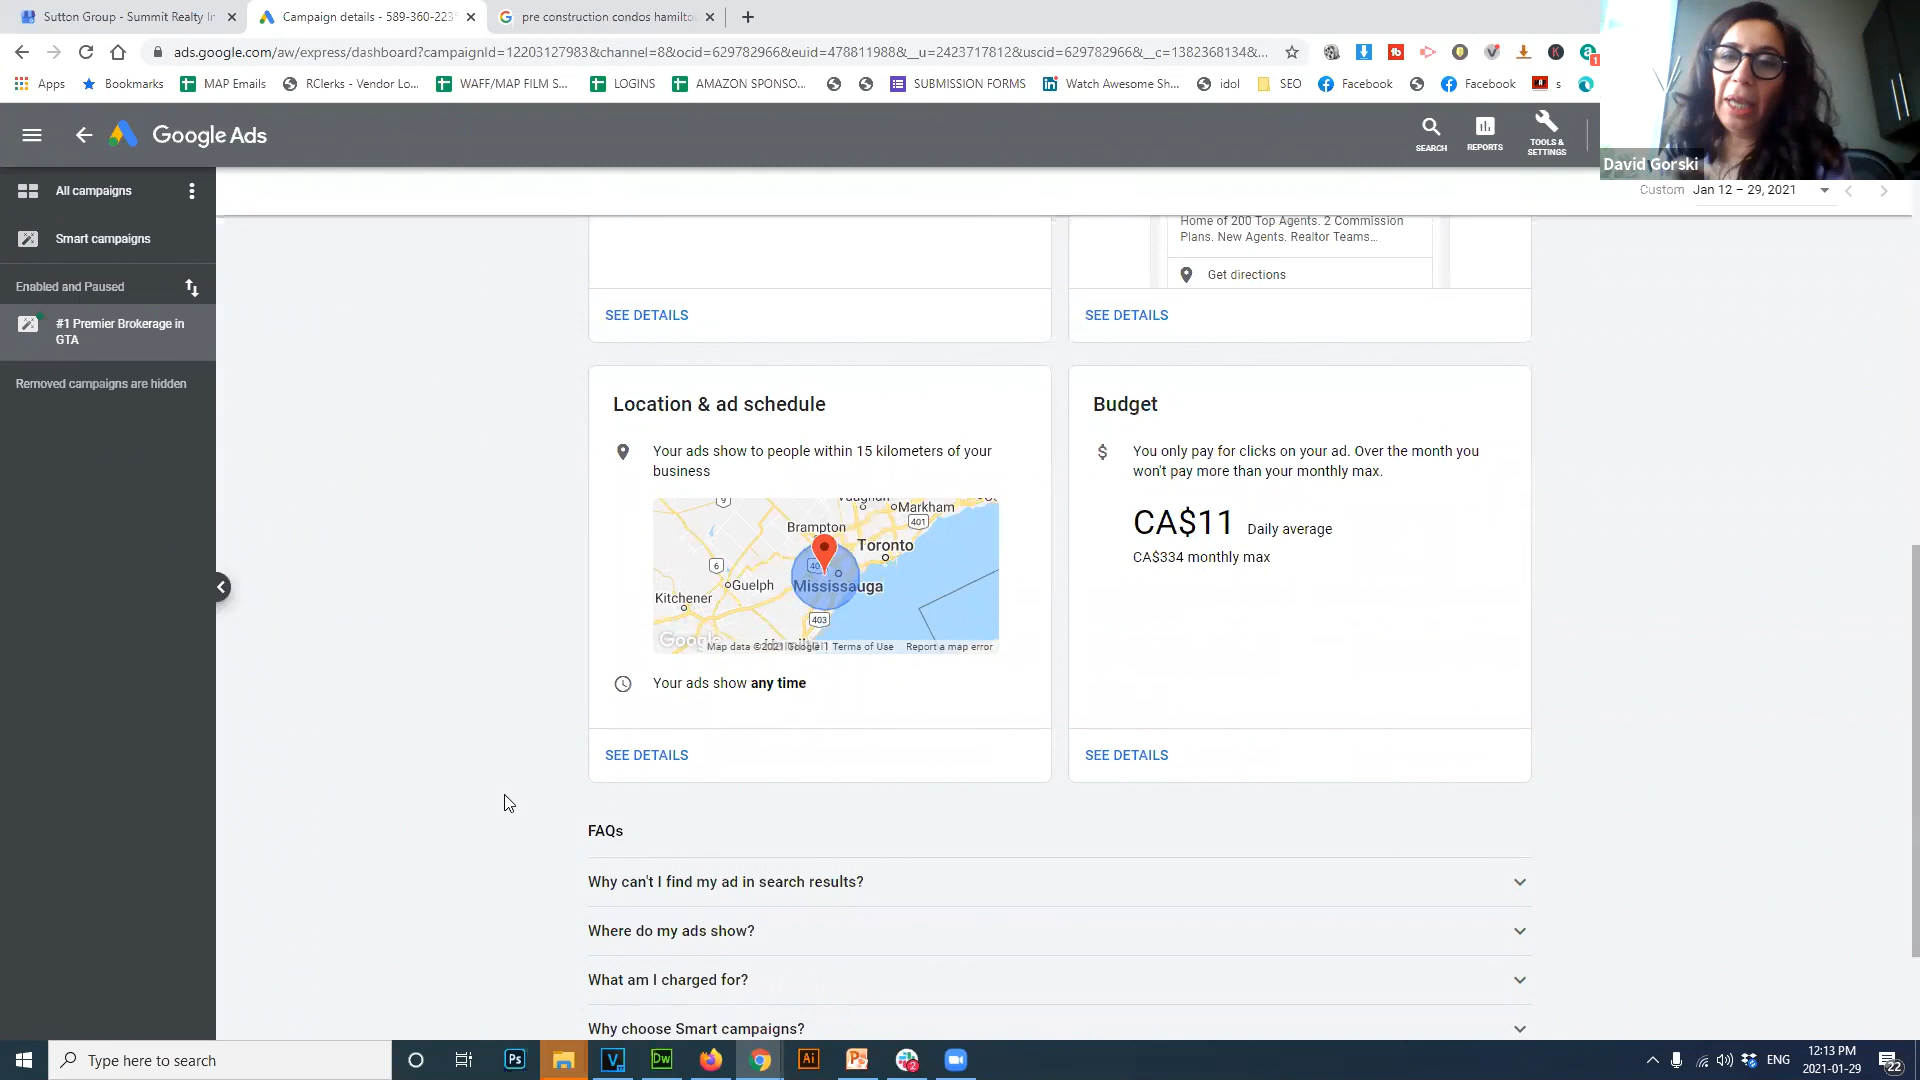 Sutton Group - Summit Realty In
Campaign details - 589-360-2235
pre construction condos hamilto
ads.google.com/aw/express/dashboard?campaignId=12203127983&channel=8&ocid=629782966&euid=478811988&__u=2423717812&uscid=629782966&__c=1382368134&...
Apps
Bookmarks
MAP Emails
RClerks - Vendor Lo...
WAFF/MAP FILM S...
LOGINS
AMAZON SPONSO...
SUBMISSION FORMS
Watch Awesome Sh...
idol
SEO
Facebook
Facebook
s
David Gorski
Google Ads
SEARCH
REPORTS
TOOLS &
SETTINGS
Custom Jan 12 – 29, 2021
All campaigns
Smart campaigns
Enabled and Paused
#1 Premier Brokerage in
GTA
Removed campaigns are hidden
Home of 200 Top Agents. 2 Commission
Plans. New Agents. Realtor Teams...
Get directions
SEE DETAILS
SEE DETAILS
Location & ad schedule
Your ads show to people within 15 kilometers of your
business
Markham
401
Brampton
Toronto
6
Guelph
Mississauga
Kitchener
403
Google
Map data ©2021 Google
Terms of Use
Report a map error
Your ads show any time
SEE DETAILS
Budget
You only pay for clicks on your ad. Over the month you
won't pay more than your monthly max.
CA$11 Daily average
CA$334 monthly max
SEE DETAILS
FAQs
Why can't I find my ad in search results?
Where do my ads show?
What am I charged for?
Why choose Smart campaigns?
Type here to search
ENG
12:13 PM
2021-01-29
22